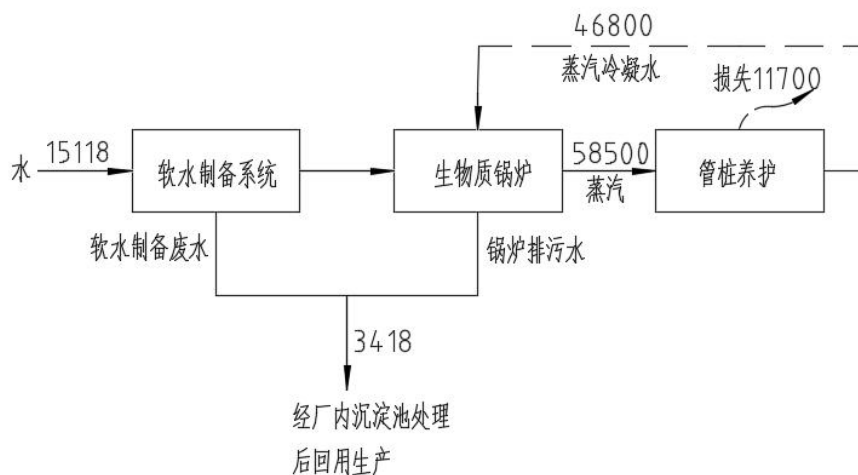 46800
蒸汽冷凝水
损失11700
水
15118
软水制备系统
生物质锅炉
58500
蒸汽
管桩养护
软水制备废水
锅炉排污水
3418
经厂内沉淀池处理
后回用生产